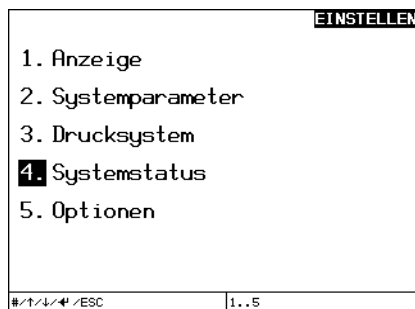 EINSTELLEN
1. Anzeige
2. Systemparameter
3. Drucksystem
4. Systemstatus
5. Optionen
#/↑/↓/↵/ESC
1..5